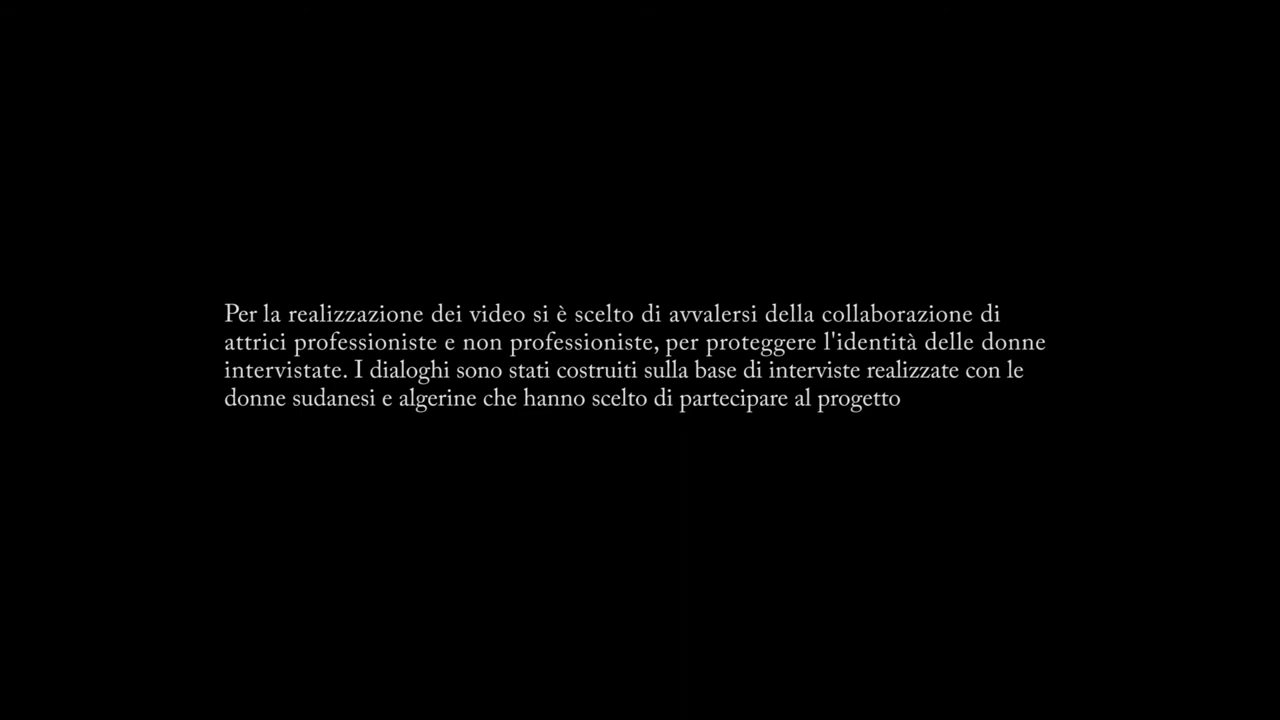 Per la realizzazione dei video si è scelto di avvalersi della collaborazione di
attrici professioniste e non professioniste, per proteggere l'identità delle donne
intervistate. I dialoghi sono stati costruiti sulla base di interviste realizzate con le
donne sudanesi e algerine che hanno scelto di partecipare al progetto